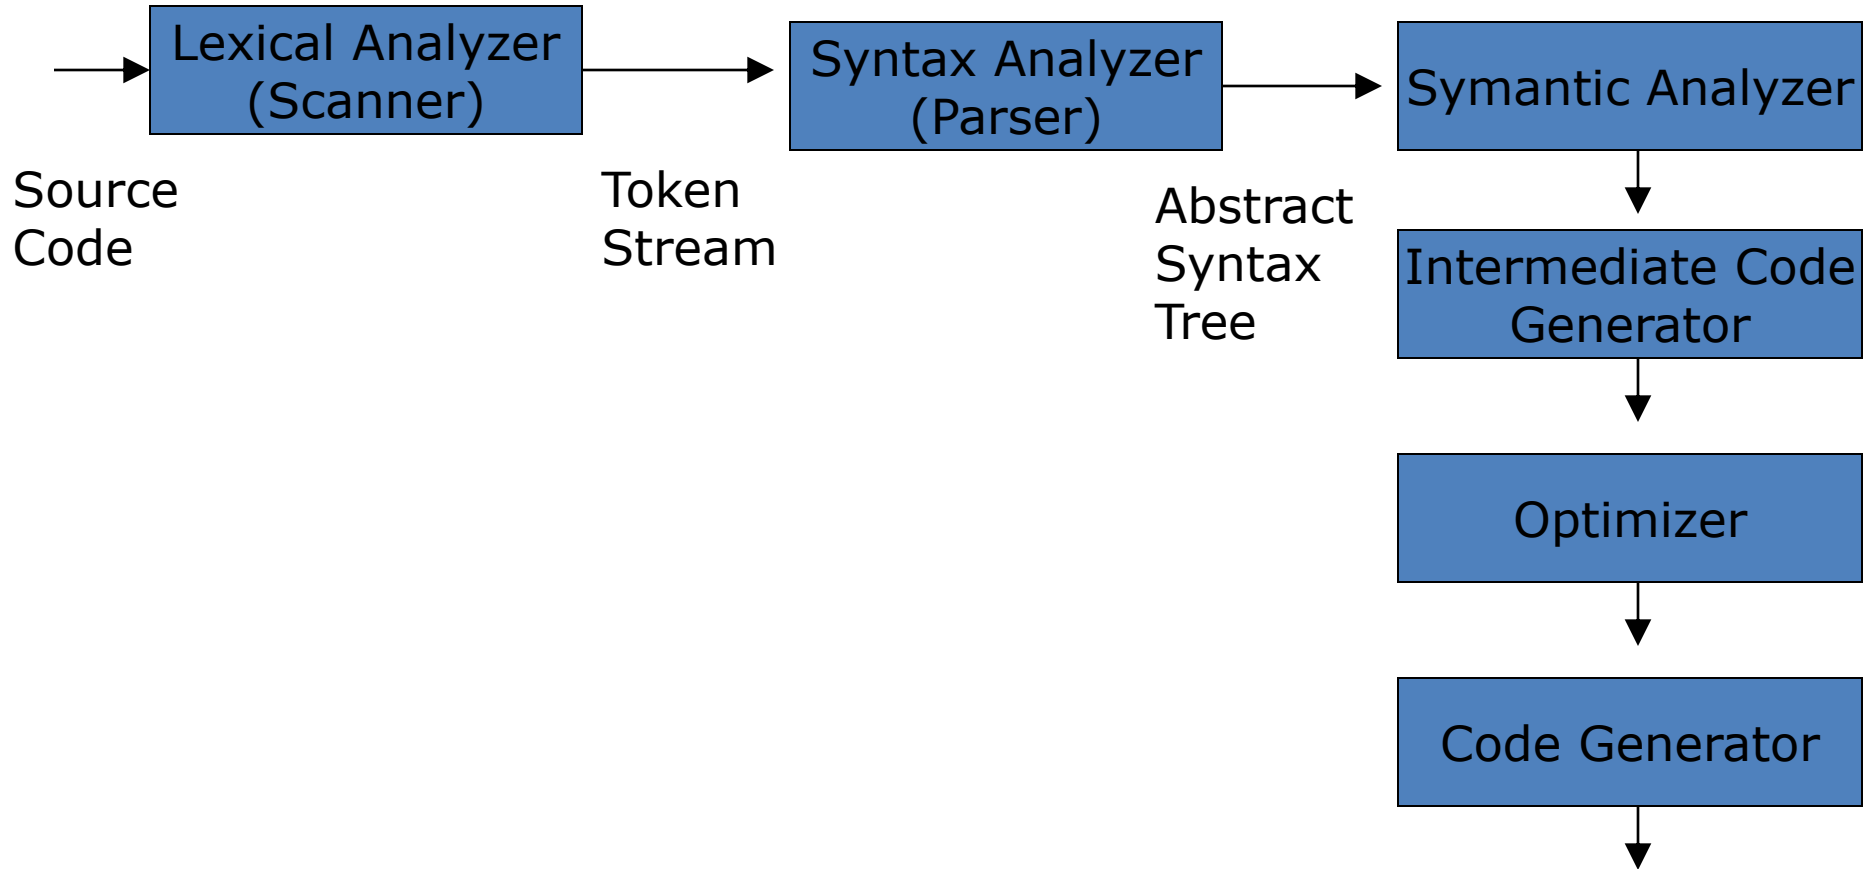 Lexical Analyzer
(Scanner)
Syntax Analyzer
(Parser)
Symantic Analyzer
Source
Code
Token
Stream
Abstract
Syntax
Tree
Intermediate Code
Generator
Optimizer
Code Generator